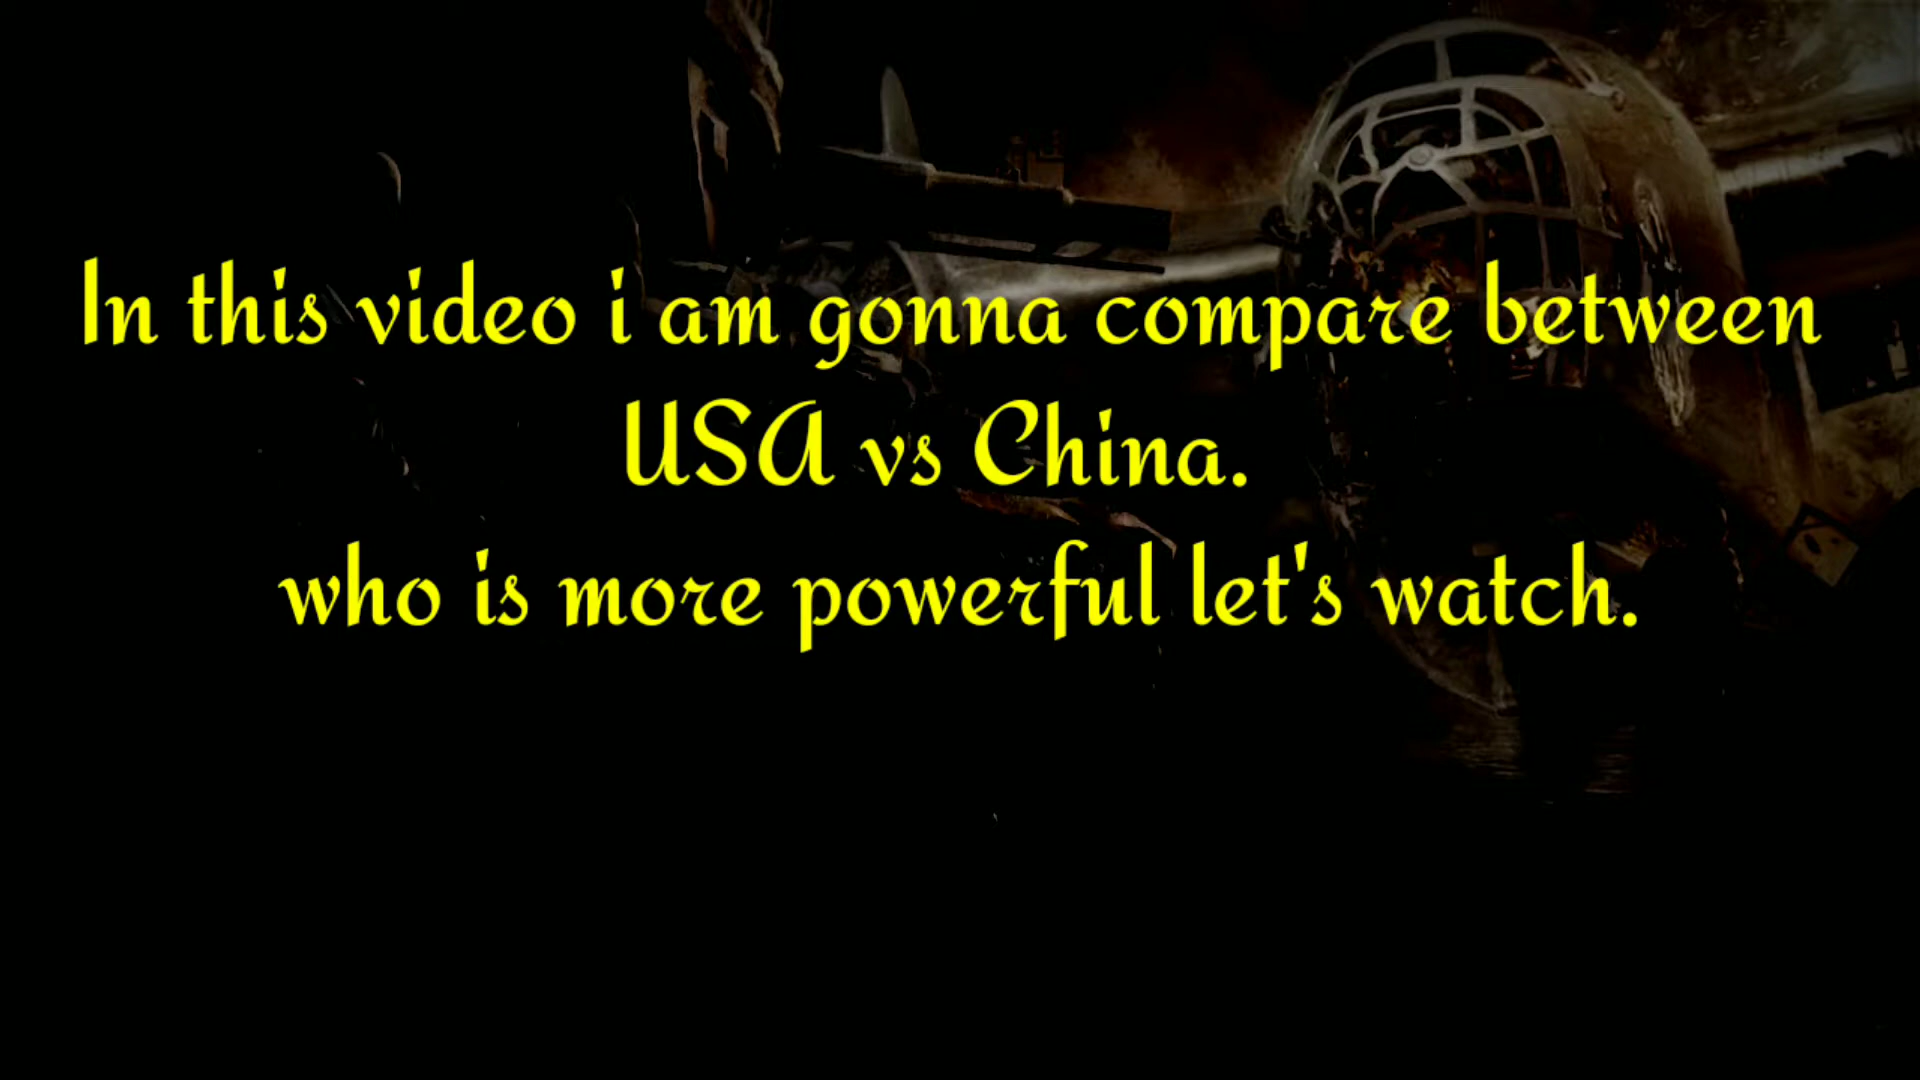 In this video i am gonna compare between
USA vs China.
who is more powerful let's watch.